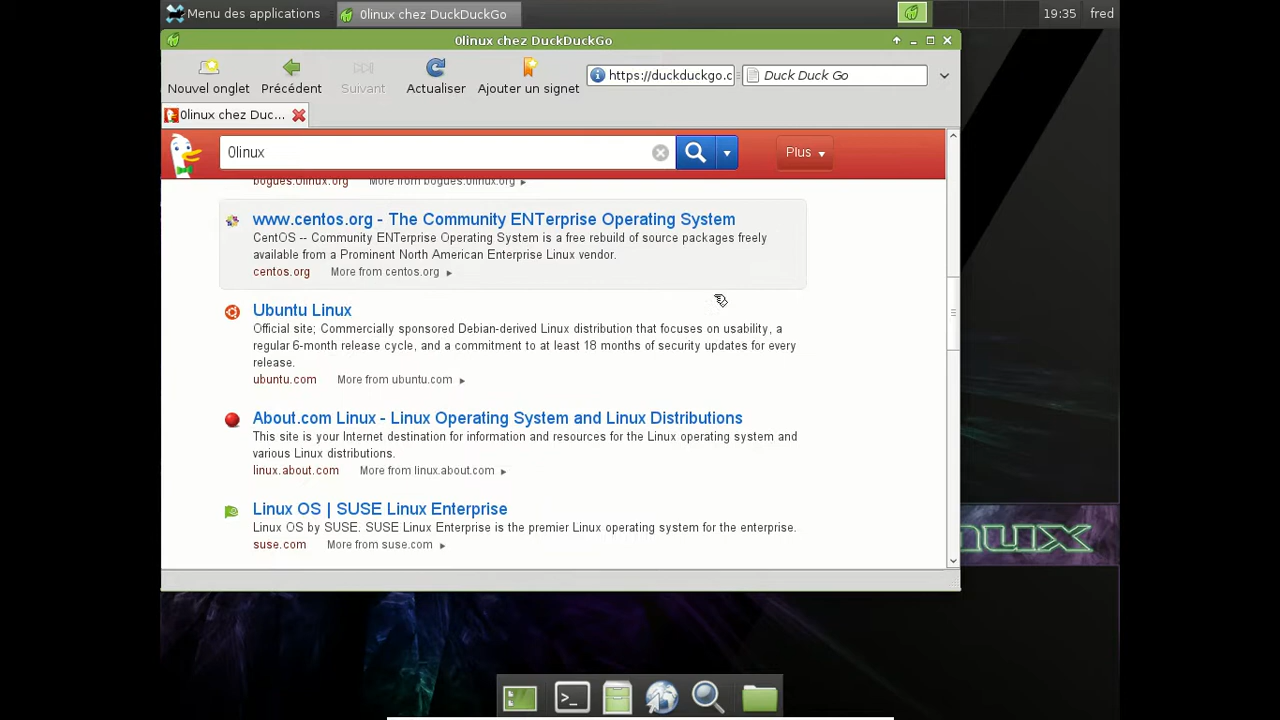 Menu des applications
0linux chez DuckDuckGo
19:35
fred
0linux chez DuckDuckGo
Nouvel onglet
Précédent
Suivant
Actualiser
Ajouter un signet
https://duckduckgo.c
Duck Duck Go
0linux chez Duc...
0linux
Plus
bogues.0linux.org More from bogues.0linux.org
www.centos.org - The Community ENTerprise Operating System
CentOS -- Community ENTerprise Operating System is a free rebuild of source packages freely
available from a Prominent North American Enterprise Linux vendor.
centos.org More from centos.org
Ubuntu Linux
Official site; Commercially sponsored Debian-derived Linux distribution that focuses on usability, a
regular 6-month release cycle, and a commitment to at least 18 months of security updates for every
release.
ubuntu.com More from ubuntu.com
About.com Linux - Linux Operating System and Linux Distributions
This site is your Internet destination for information and resources for the Linux operating system and
various Linux distributions.
linux.about.com More from linux.about.com
Linux OS | SUSE Linux Enterprise
Linux OS by SUSE. SUSE Linux Enterprise is the premier Linux operating system for the enterprise.
suse.com More from suse.com
nux